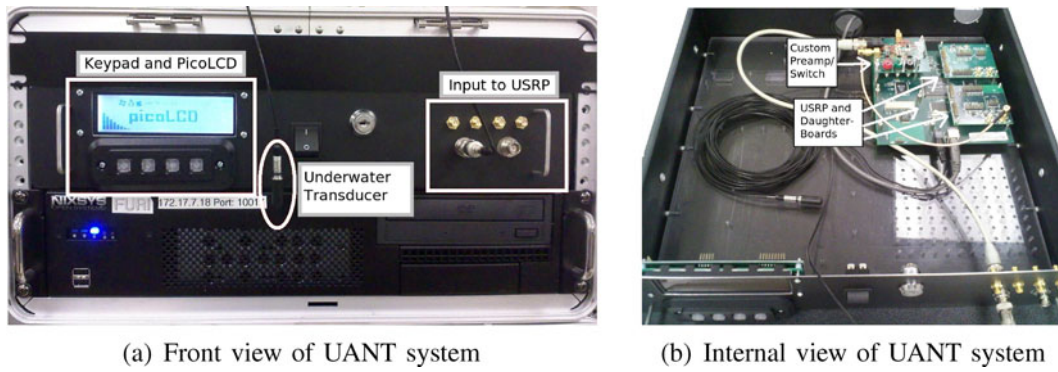 Keypad and PicoLCD
picoLCD
Input to USRP
Underwater
Transducer
NIXSYS FURI 172.17.7.18 Port: 1001
Custom
Preamp/
Switch
USRP and
Daughter-
Boards
(a) Front view of UANT system
(b) Internal view of UANT system